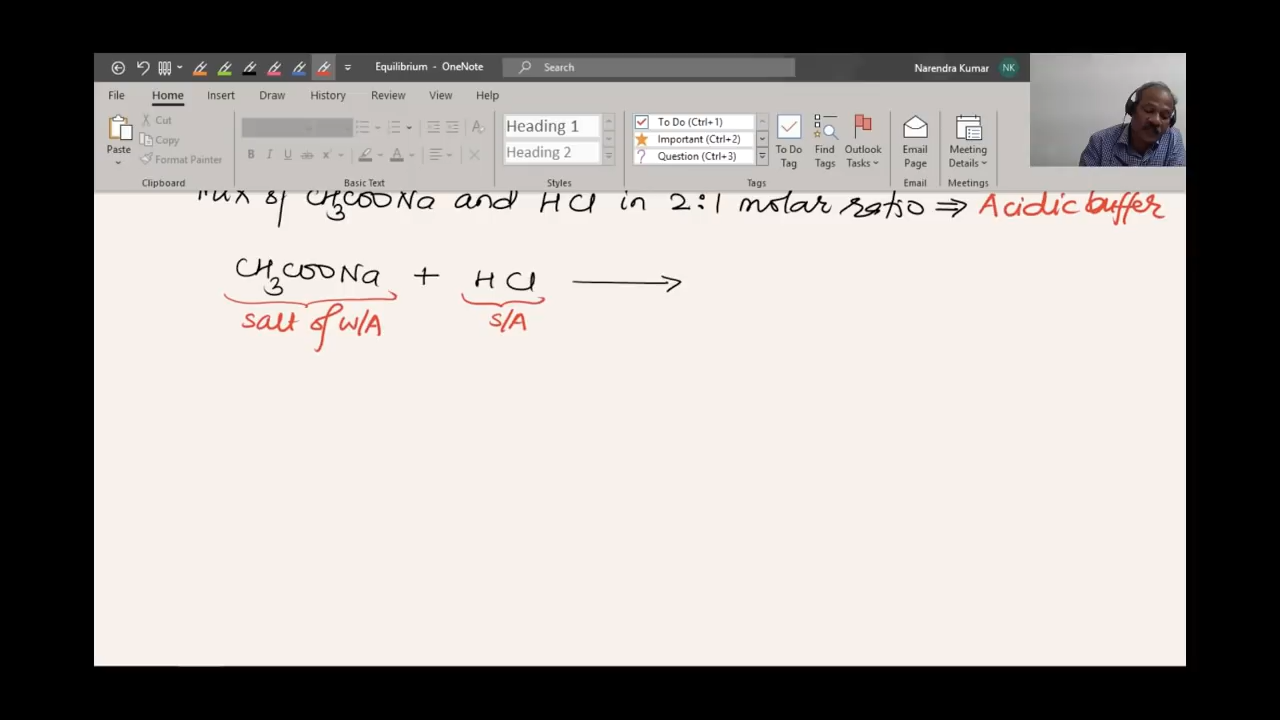 Equilibrium - OneNote
Search
Narendra Kumar NK
File Home Insert Draw History Review View Help
Paste
Cut
Copy
Format Painter
Clipboard
B I U ab x
A
Basic Text
Heading 1
Heading 2
Styles
To Do (Ctrl+1)
Important (Ctrl+2)
Question (Ctrl+3)
To Do Tag
Find Tags
Outlook Tasks
Tags
Email Page
Email
Meeting Details
Meetings
Mix of CH₃COONa and HCl in 2:1 molar ratio ⇒ Acidic buffer
CH₃COONa + HCl ⟶
salt of W/A S/A